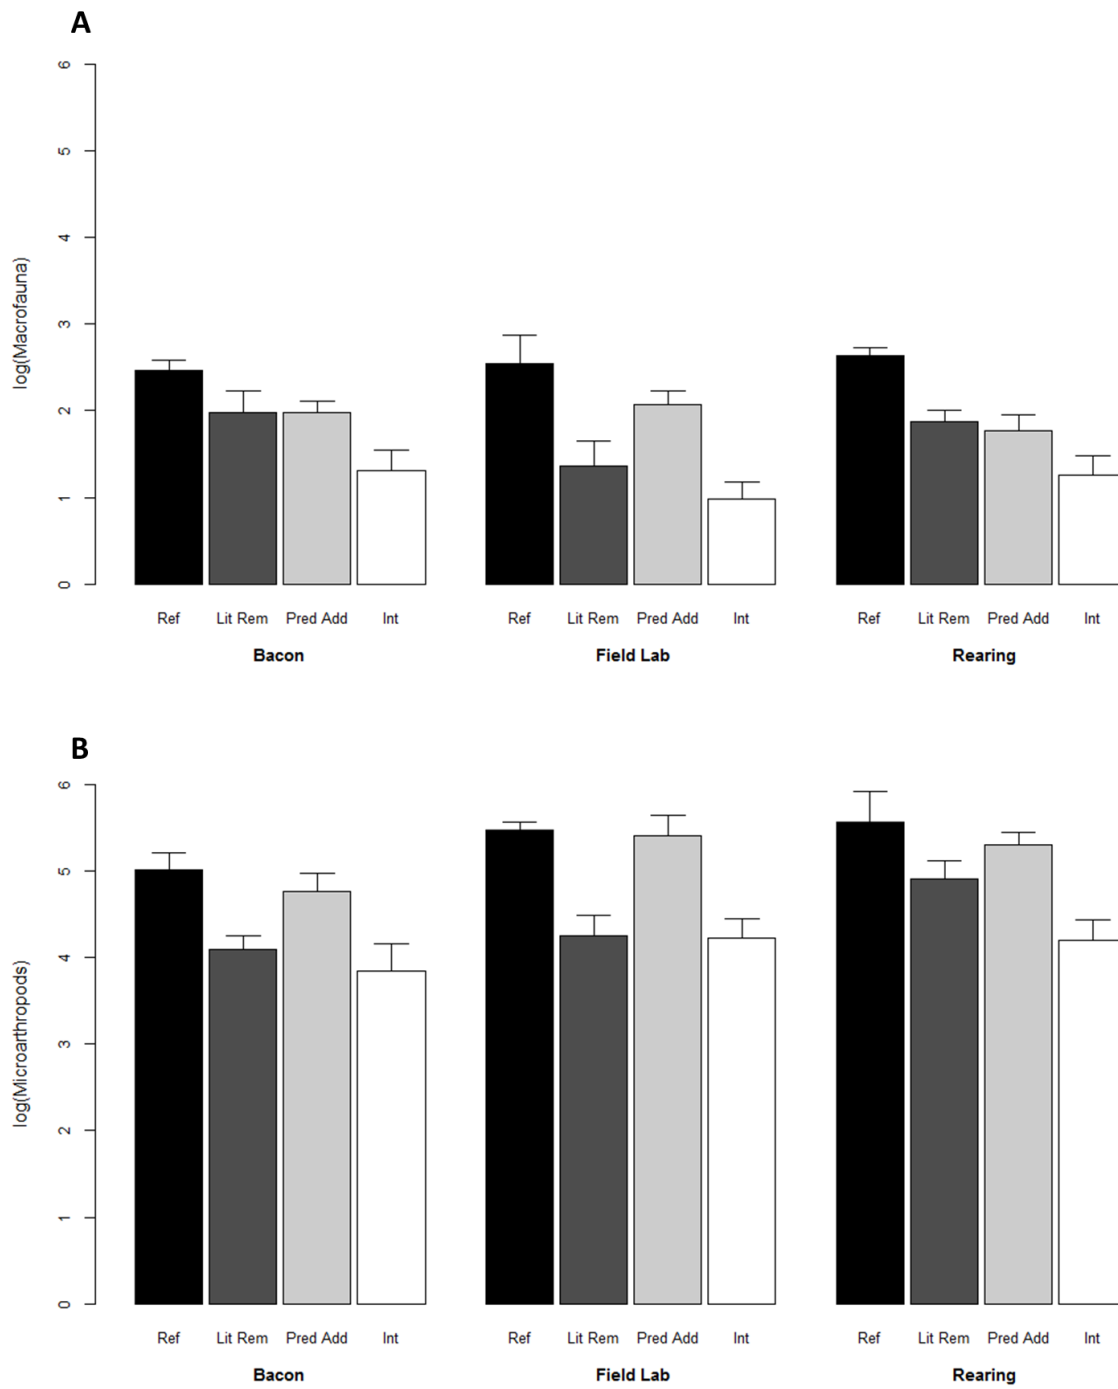 A
6
5
4
3
2
1
0
log(Macrofauna)
Ref Lit Rem Pred Add Int Ref Lit Rem Pred Add Int Ref Lit Rem Pred Add Int
Bacon Field Lab Rearing
B
6
5
4
3
2
1
0
log(Microarthropods)
Ref Lit Rem Pred Add Int Ref Lit Rem Pred Add Int Ref Lit Rem Pred Add Int
Bacon Field Lab Rearing